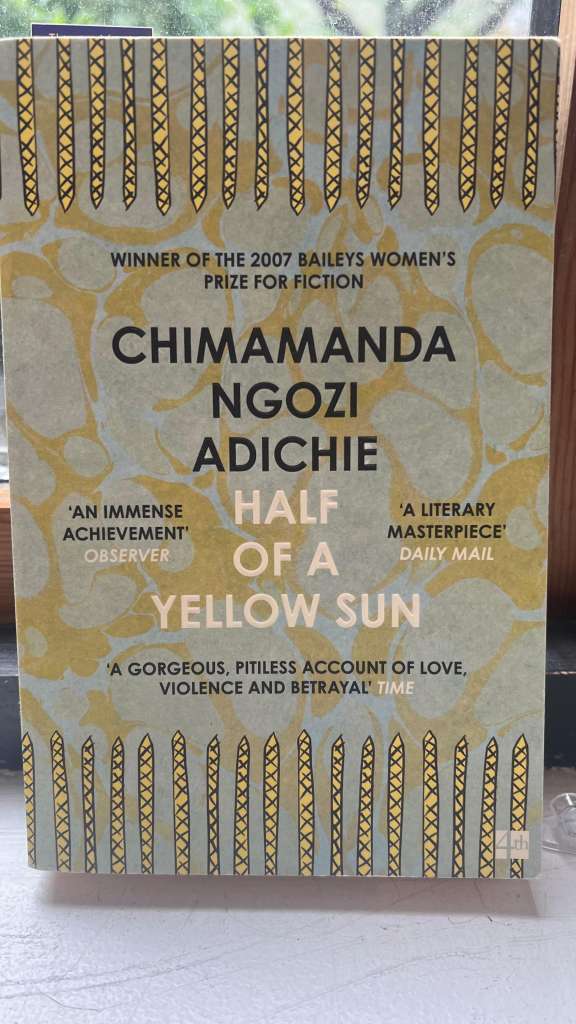 WINNER OF THE 2007 BAILEYS WOMEN'S
PRIZE FOR FICTION
CHIMAMANDA
NGOZI
ADICHIE
HALF
OF A
YELLOW SUN
'AN IMMENSE
ACHIEVEMENT'
OBSERVER
'A LITERARY
MASTERPIECE'
DAILY MAIL
'A GORGEOUS, PITILESS ACCOUNT OF LOVE,
VIOLENCE AND BETRAYAL' TIME
4th